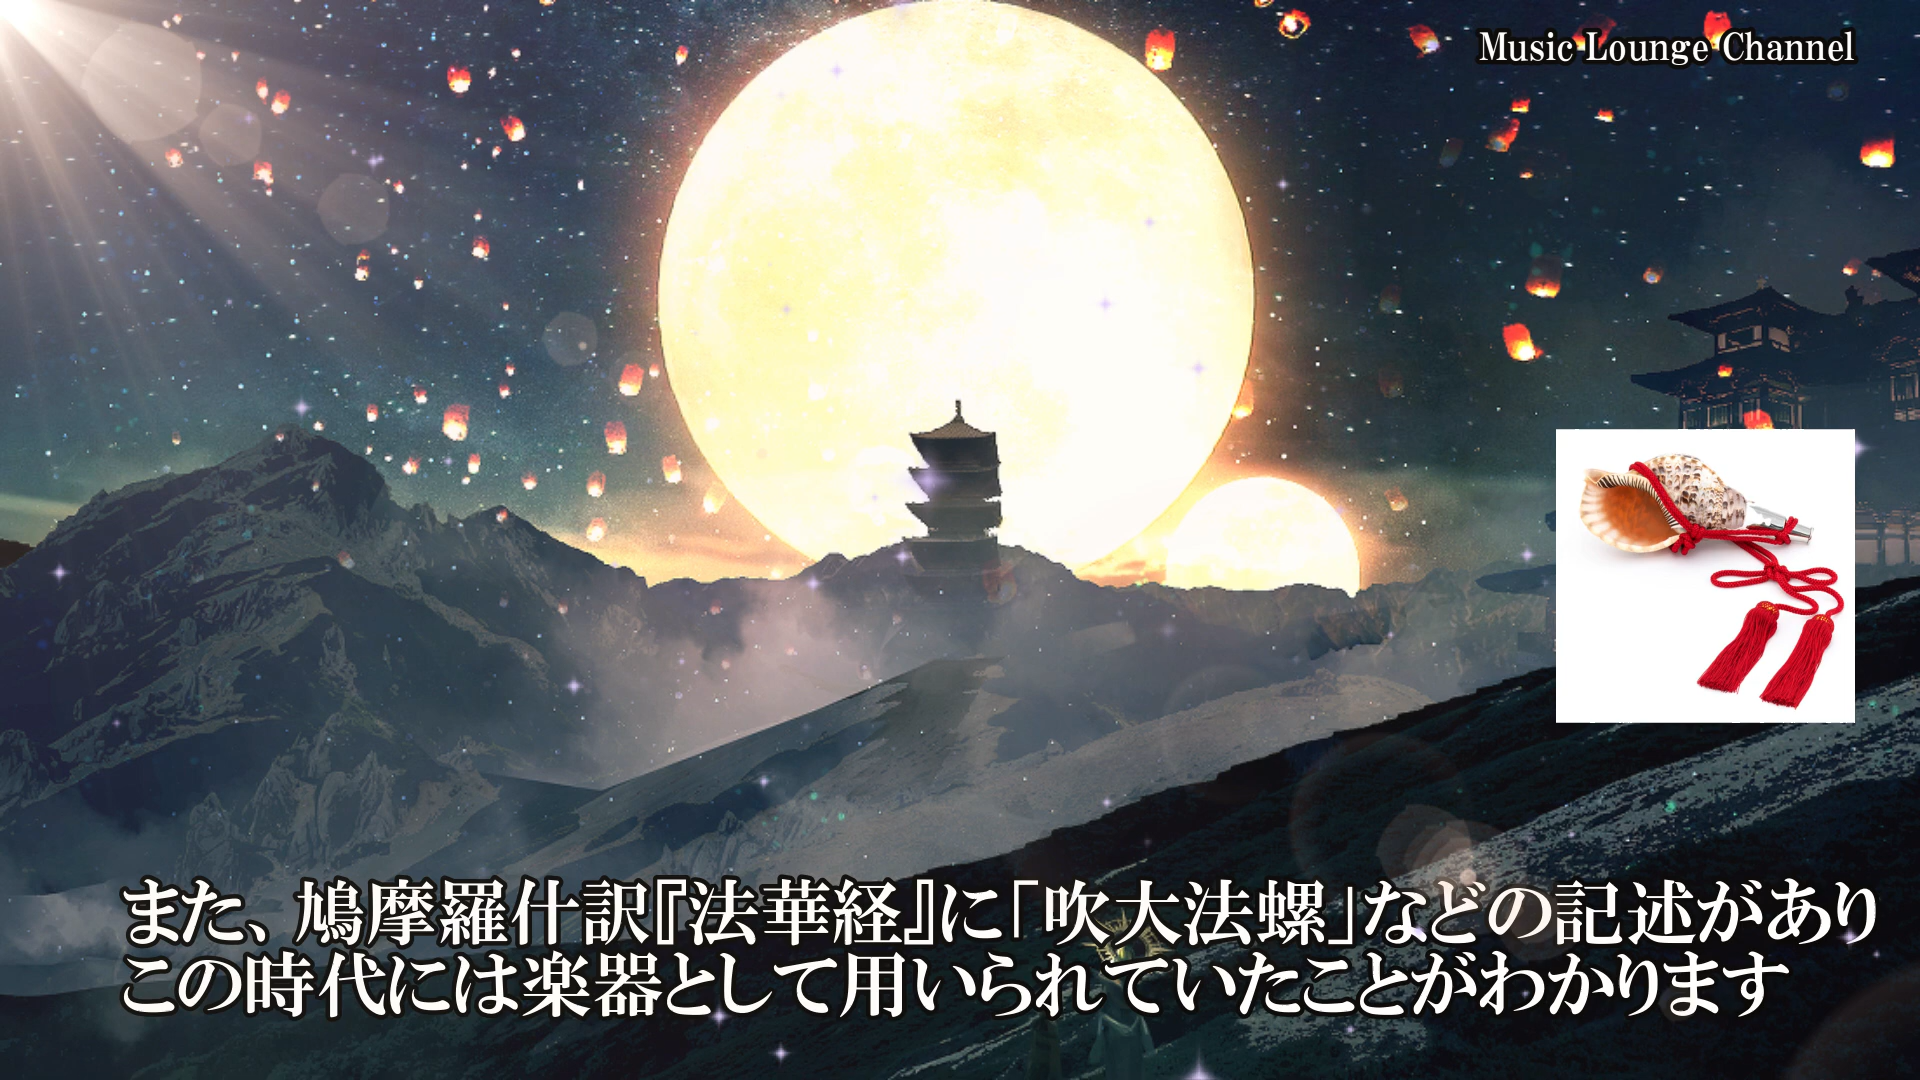 Music Lounge Channel
また、鳩摩羅什訳『法華経』に「吹大法螺」などの記述があり
この時代には楽器として用いられていたことがわかります